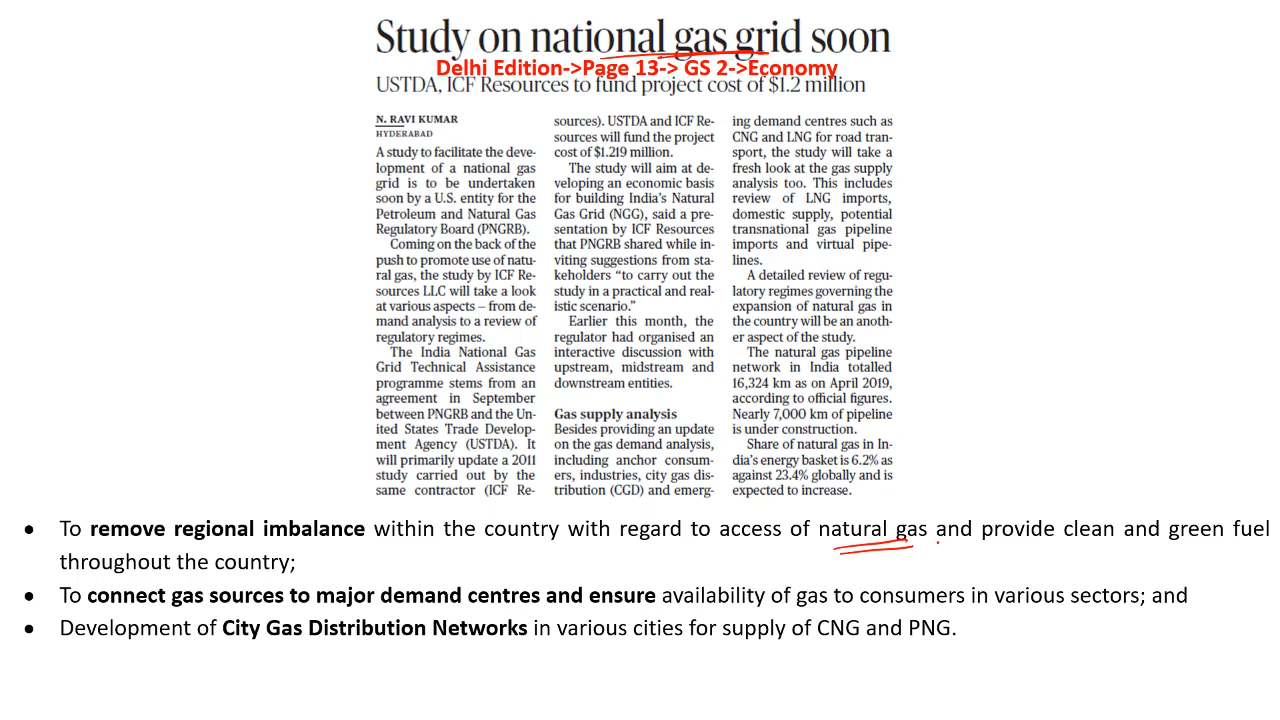 Study on national gas grid soon
Delhi Edition->Page 13-> GS 2->Economy
USTDA, ICF Resources to fund project cost of $1.2 million
N. RAVI KUMAR
HYDERABAD
A study to facilitate the deve-
lopment of a national gas
grid is to be undertaken
soon by a U.S. entity for the
Petroleum and Natural Gas
Regulatory Board (PNGRB).
Coming on the back of the
push to promote use of natu-
ral gas, the study by ICF Re-
sources LLC will take a look
at various aspects – from de-
mand analysis to a review of
regulatory regimes.
The India National Gas
Grid Technical Assistance
programme stems from an
agreement in September
between PNGRB and the Un-
ited States Trade Develop-
ment Agency (USTDA). It
will primarily update a 2011
study carried out by the
same contractor (ICF Re-
sources). USTDA and ICF Re-
sources will fund the project
cost of $1.219 million.
The study will aim at de-
veloping an economic basis
for building India's Natural
Gas Grid (NGG), said a pre-
sentation by ICF Resources
that PNGRB shared while in-
viting suggestions from sta-
keholders “to carry out the
study in a practical and real-
istic scenario.”
Earlier this month, the
regulator had organised an
interactive discussion with
upstream, midstream and
downstream entities.
Gas supply analysis
Besides providing an update
on the gas demand analysis,
including anchor consum-
ers, industries, city gas dis-
tribution (CGD) and emerg-
ing demand centres such as
CNG and LNG for road tran-
sport, the study will take a
fresh look at the gas supply
analysis too. This includes
review of LNG imports,
domestic supply, potential
transnational gas pipeline
imports and virtual pipe-
lines.
A detailed review of regu-
latory regimes governing the
expansion of natural gas in
the country will be an anoth-
er aspect of the study.
The natural gas pipeline
network in India totalled
16,324 km as on April 2019,
according to official figures.
Nearly 7,000 km of pipeline
is under construction.
Share of natural gas in In-
dia's energy basket is 6.2% as
against 23.4% globally and is
expected to increase.
• To remove regional imbalance within the country with regard to access of natural gas and provide clean and green fuel
throughout the country;
• To connect gas sources to major demand centres and ensure availability of gas to consumers in various sectors; and
• Development of City Gas Distribution Networks in various cities for supply of CNG and PNG.